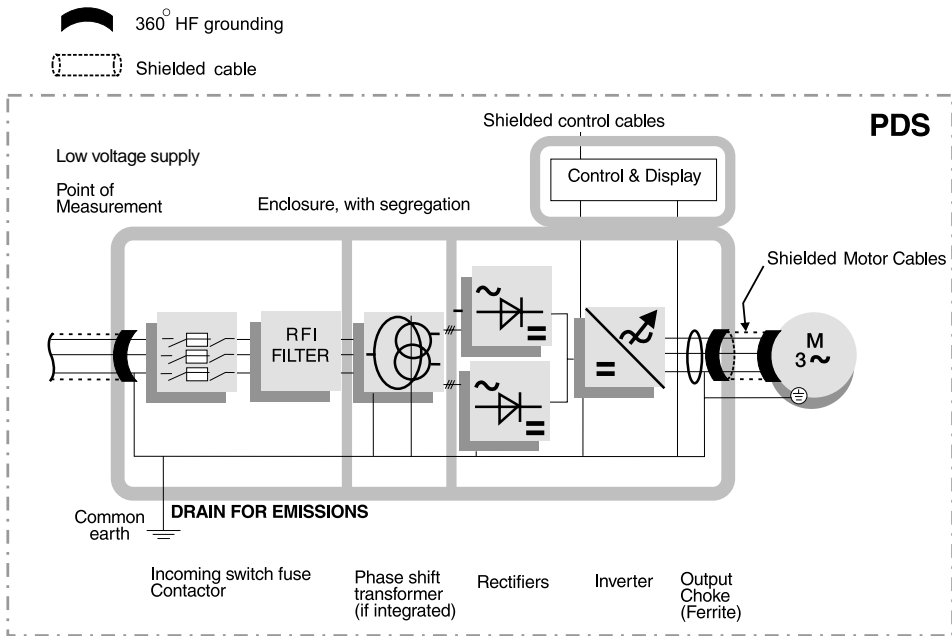 360° HF grounding
Shielded cable
PDS
Shielded control cables
Control & Display
Low voltage supply
Point of
Measurement
Enclosure, with segregation
Shielded Motor Cables
RFI
FILTER
M
3~
DRAIN FOR EMISSIONS
Common
earth
Incoming switch fuse
Contactor
Phase shift
transformer
(if integrated)
Rectifiers
Inverter
Output
Choke
(Ferrite)